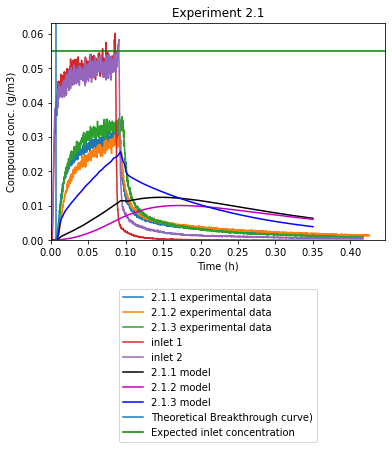 Experiment 2.1
Compound conc. (g/m3)
0.06
0.05
0.04
0.03
0.02
0.01
0.00
0.00 0.05 0.10 0.15 0.20 0.25 0.30 0.35 0.40
Time (h)
2.1.1 experimental data
2.1.2 experimental data
2.1.3 experimental data
inlet 1
inlet 2
2.1.1 model
2.1.2 model
2.1.3 model
Theoretical Breakthrough curve)
Expected inlet concentration